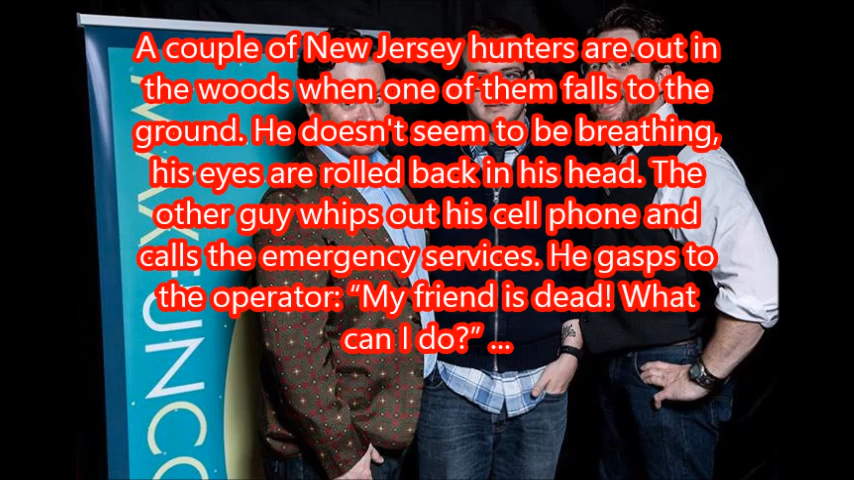 A couple of New Jersey hunters are out in
the woods when one of them falls to the
ground. He doesn't seem to be breathing,
his eyes are rolled back in his head. The
other guy whips out his cell phone and
calls the emergency services. He gasps to
the operator: “My friend is dead! What
can I do?” ...
MAXFUNCO